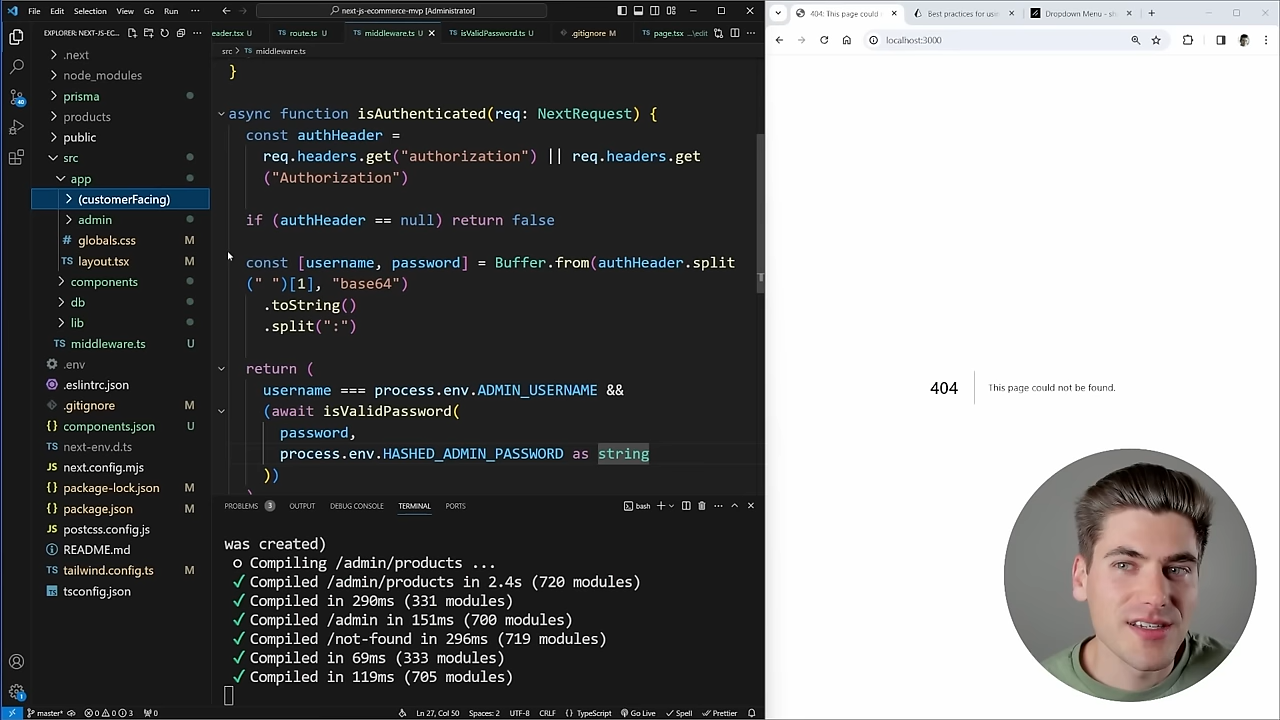 File Edit Selection View Go Run ...
next-js-ecommerce-mvp [Administrator]
EXPLORER: NEXT-JS-EC...
eader.tsx U
route.ts U
middleware.ts U
isValidPassword.ts U
.gitignore M
page.tsx ...\edit
src > middleware.ts
.next
node_modules
prisma
products
public
src
app
(customerFacing)
admin
globals.css M
layout.tsx M
components
db
lib
middleware.ts U
.env
.eslintrc.json
.gitignore M
components.json U
next-env.d.ts
next.config.mjs
package-lock.json M
package.json M
postcss.config.js
README.md
tailwind.config.ts M
tsconfig.json
}
async function isAuthenticated(req: NextRequest) {
const authHeader =
req.headers.get("authorization") || req.headers.get
("Authorization")
if (authHeader == null) return false
const [username, password] = Buffer.from(authHeader.split
(" ")[1], "base64")
.toString()
.split(":")
return (
username === process.env.ADMIN_USERNAME &&
(await isValidPassword(
password,
process.env.HASHED_ADMIN_PASSWORD as string
))
PROBLEMS 3 OUTPUT DEBUG CONSOLE TERMINAL PORTS
bash
was created)
○ Compiling /admin/products ...
✓ Compiled /admin/products in 2.4s (720 modules)
✓ Compiled in 290ms (331 modules)
✓ Compiled /admin in 151ms (700 modules)
✓ Compiled /not-found in 296ms (719 modules)
✓ Compiled in 69ms (333 modules)
✓ Compiled in 119ms (705 modules)
master* 0 0 3 0
Ln 27, Col 50 Spaces: 2 UTF-8 CRLF TypeScript Go Live Spell Prettier
404: This page could
Best practices for usin
Dropdown Menu - sh
localhost:3000
404
This page could not be found.